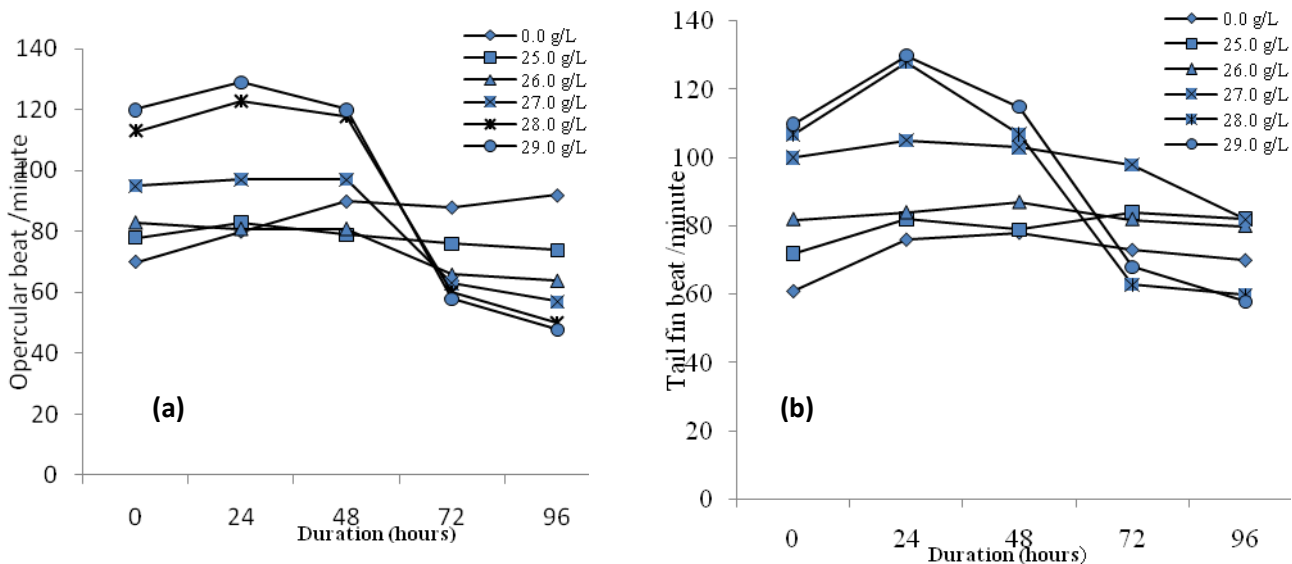 140
120
100
80
60
40
20
0
Opercular beat /minute
0.0 g/L
25.0 g/L
26.0 g/L
27.0 g/L
28.0 g/L
29.0 g/L
(a)
0 24 48 72 96
Duration (hours)
140
120
100
80
60
40
20
0
Tail fin beat /minute
0.0 g/L
25.0 g/L
26.0 g/L
27.0 g/L
28.0 g/L
29.0 g/L
(b)
0 24 48 72 96
Duration (hours)